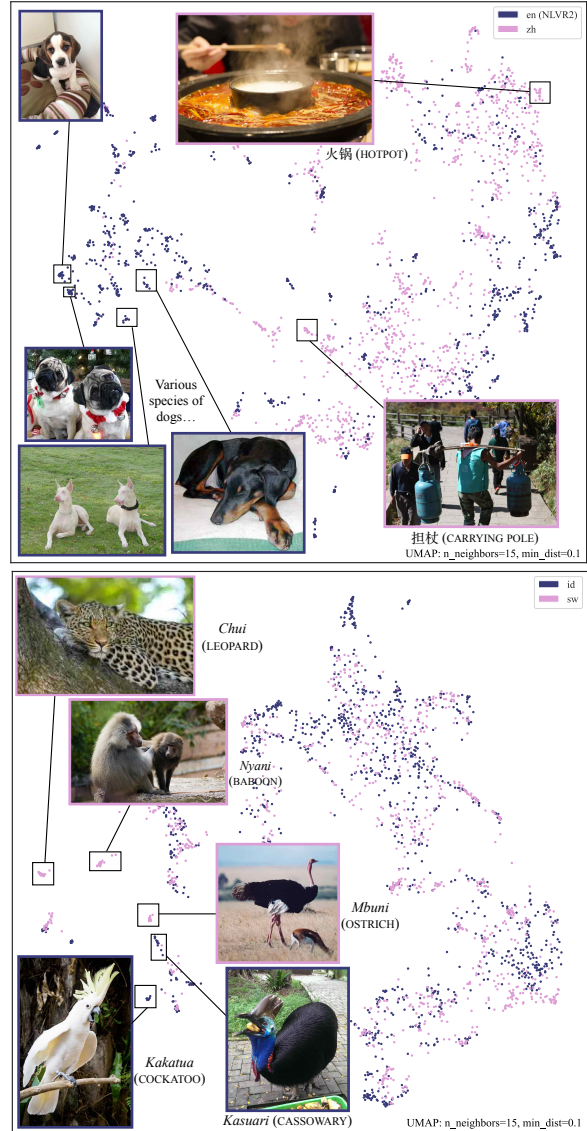 en (NLVR2)
zh
火锅 (HOTPOT)
Various
species of
dogs…
担杖 (CARRYING POLE)
UMAP: n_neighbors=15, min_dist=0.1
id
sw
Chui
(LEOPARD)
Nyani
(BABOON)
Mbuni
(OSTRICH)
Kakatua
(COCKATOO)
Kasuari (CASSOWARY)
UMAP: n_neighbors=15, min_dist=0.1